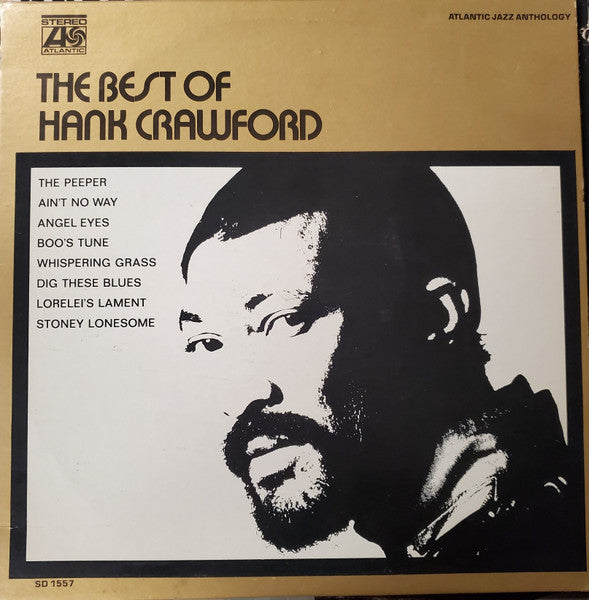 STEREO
ATLANTIC
ATLANTIC JAZZ ANTHOLOGY
THE BEST OF
HANK CRAWFORD
THE PEEPER
AIN'T NO WAY
ANGEL EYES
BOO'S TUNE
WHISPERING GRASS
DIG THESE BLUES
LORELEI'S LAMENT
STONEY LONESOME
SD 1557